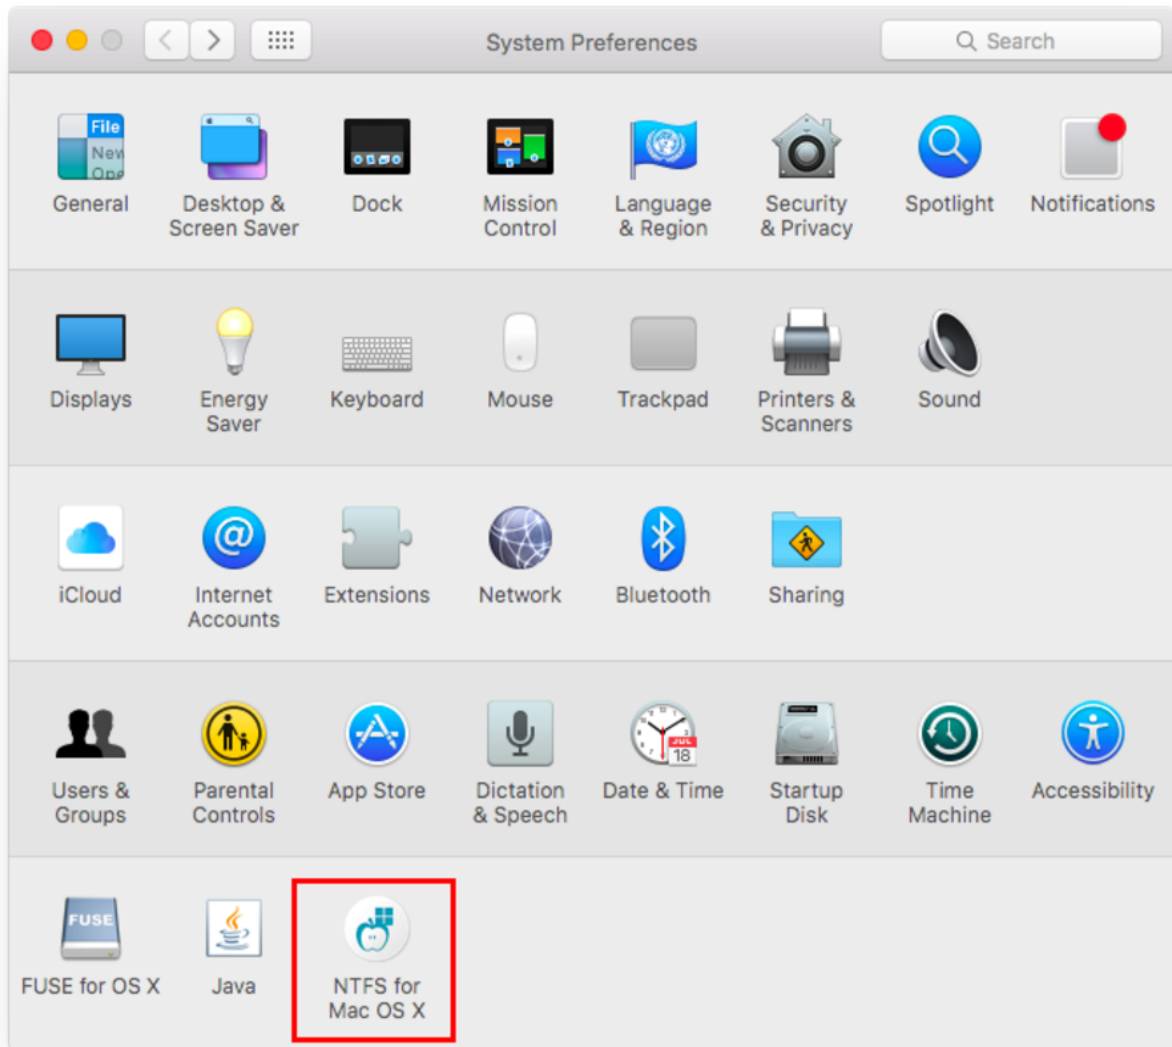 System Preferences
Search
File
New
Ope
General
Desktop &
Screen Saver
Dock
Mission
Control
Language
& Region
Security
& Privacy
Spotlight
Notifications
Displays
Energy
Saver
Keyboard
Mouse
Trackpad
Printers &
Scanners
Sound
iCloud
@
Internet
Accounts
Extensions
Network
Bluetooth
Sharing
Users &
Groups
Parental
Controls
App Store
Dictation
& Speech
JUL
18
Date & Time
Startup
Disk
Time
Machine
Accessibility
FUSE
FUSE for OS X
Java
NTFS for
Mac OS X